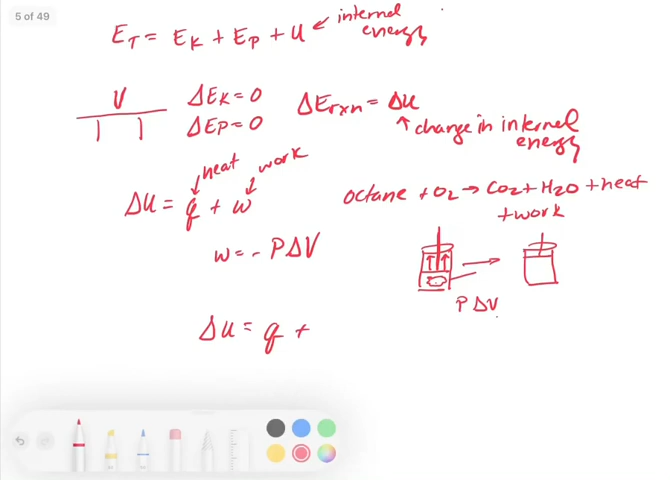 5 of 49
E_T = E_K + E_P + U ← internal energy
V
ΔE_K = 0
ΔE_P = 0
ΔE_rxn = ΔU
↑ change in internal energy
heat work
ΔU = q + w
octane + O2 → CO2 + H2O + heat
+ work
w = - PΔV
PΔV
ΔU = q +